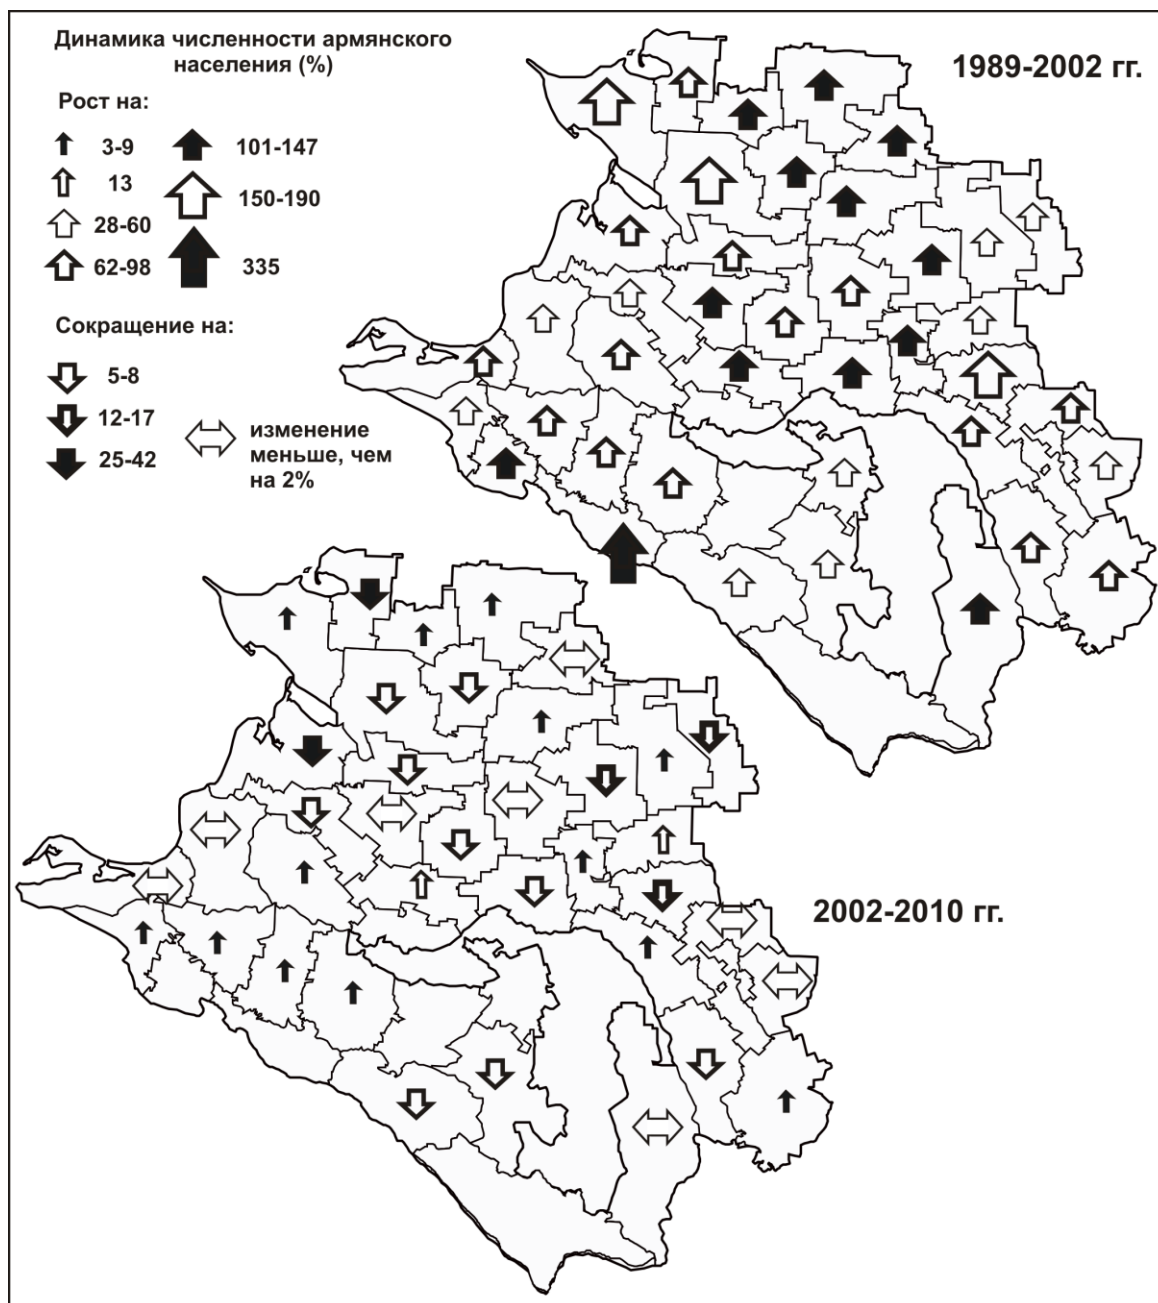 Динамика численности армянского
населения (%)
1989-2002 гг.
Рост на:
3-9
101-147
13
150-190
28-60
62-98
335
Сокращение на:
5-8
12-17
изменение
меньше, чем
на 2%
25-42
2002-2010 гг.